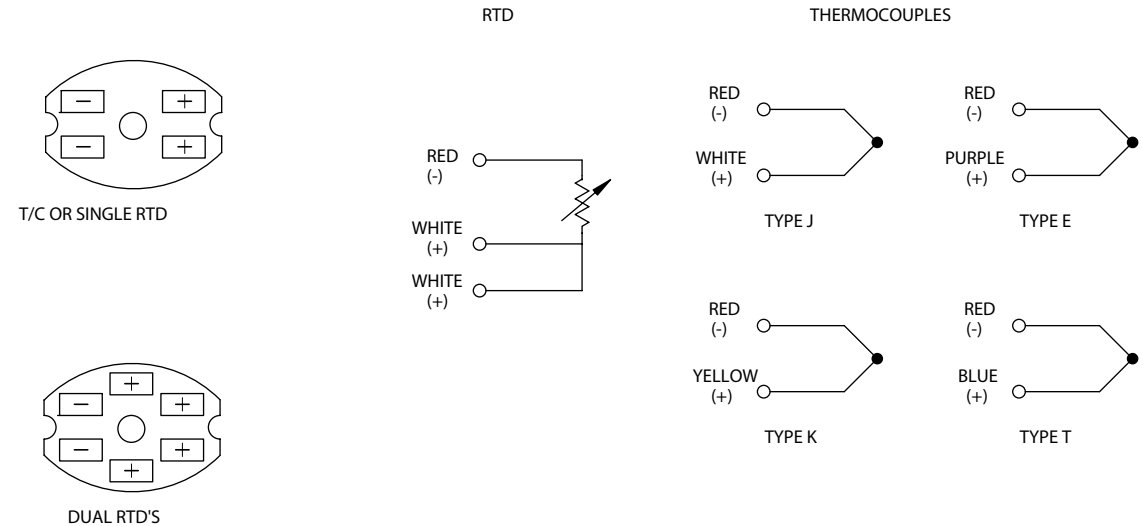 RTD
THERMOCOUPLES
− +
− +
T/C OR SINGLE RTD
RED
(-)
WHITE
(+)
WHITE
(+)
RED
(-)
WHITE
(+)
TYPE J
RED
(-)
PURPLE
(+)
TYPE E
RED
(-)
YELLOW
(+)
TYPE K
RED
(-)
BLUE
(+)
TYPE T
+
− +
− +
+
DUAL RTD'S